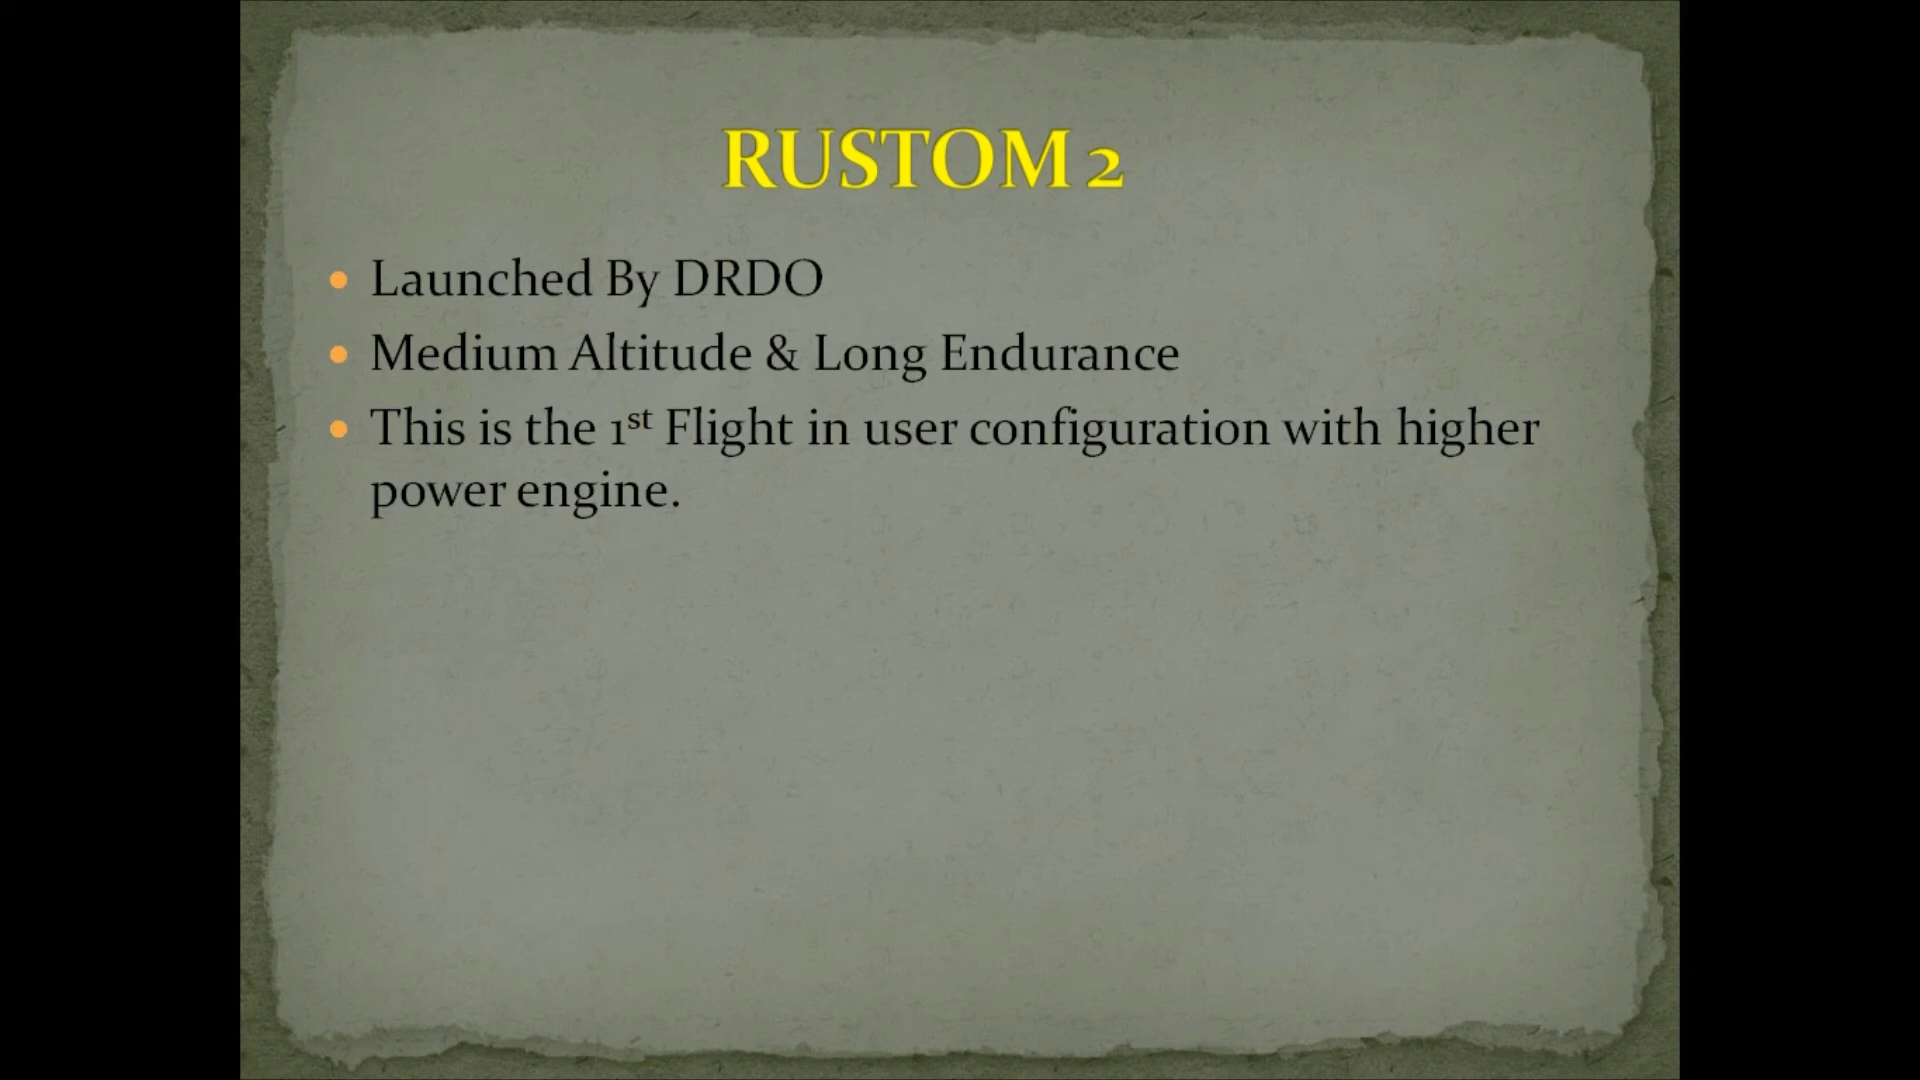 RUSTOM 2
• Launched By DRDO
• Medium Altitude & Long Endurance
• This is the 1st Flight in user configuration with higher
power engine.